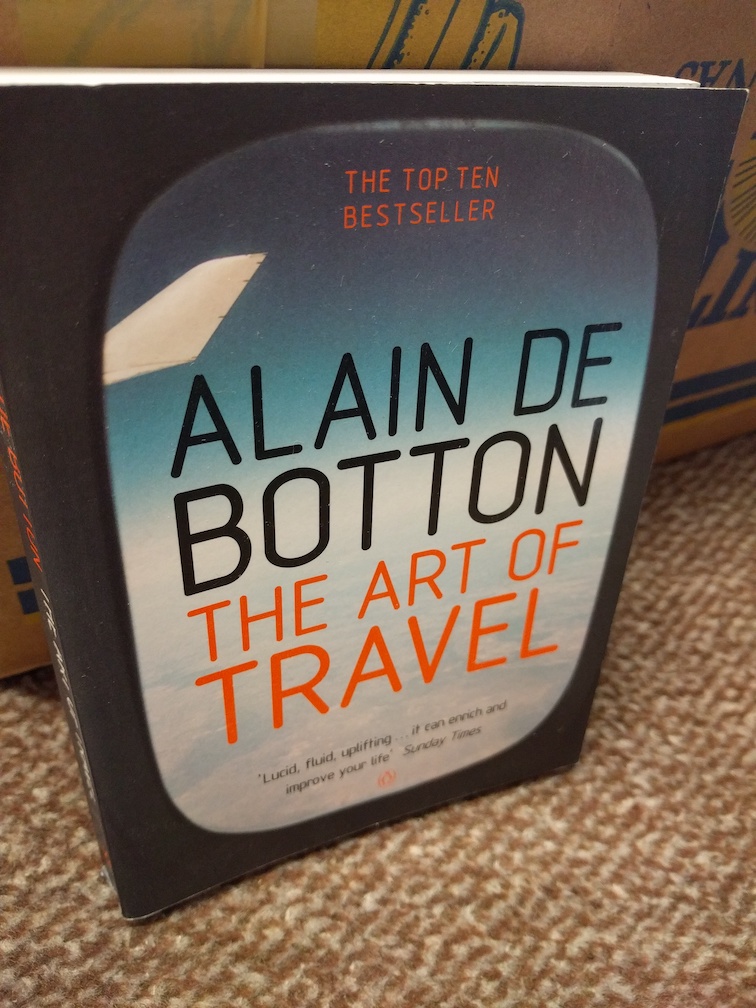 THE TOP TEN
BESTSELLER
ALAIN DE
BOTTON
THE ART OF
TRAVEL
'Lucid, fluid, uplifting ... it can enrich and
improve your life' Sunday Times